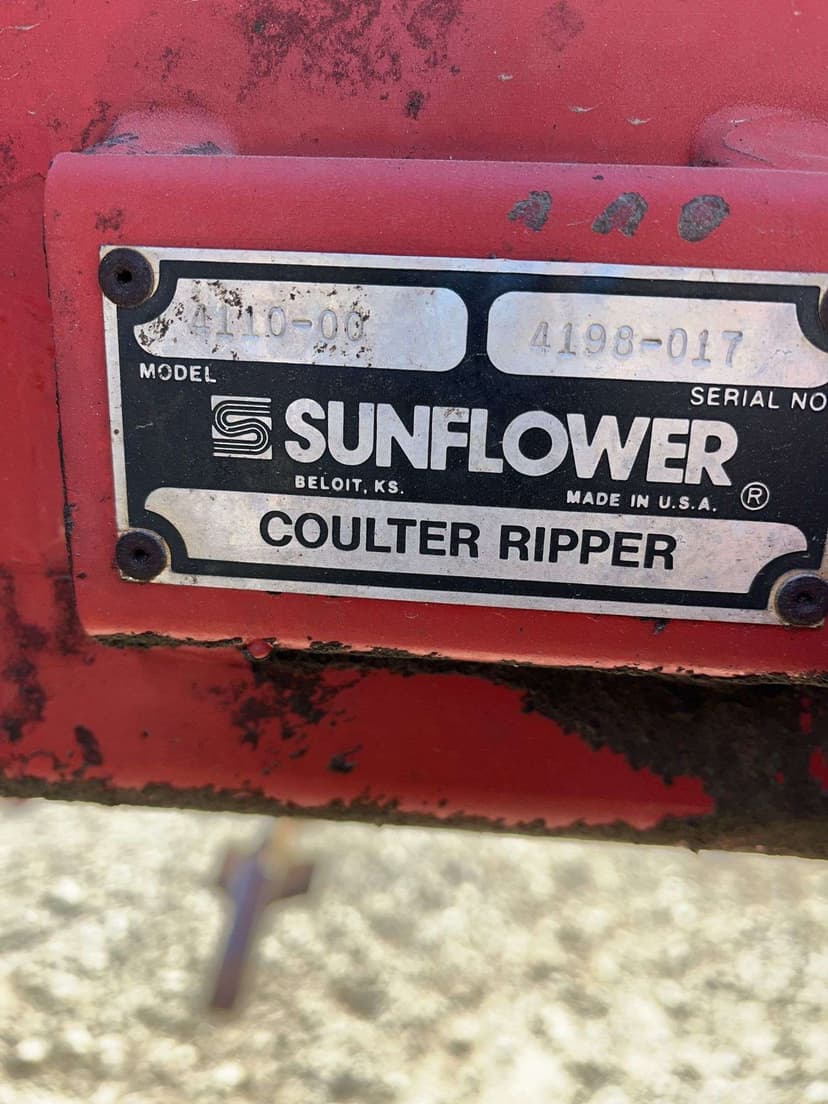 4110-00 4198-017
MODEL SERIAL NO
SUNFLOWER
BELOIT, KS. MADE IN U.S.A. ®
COULTER RIPPER